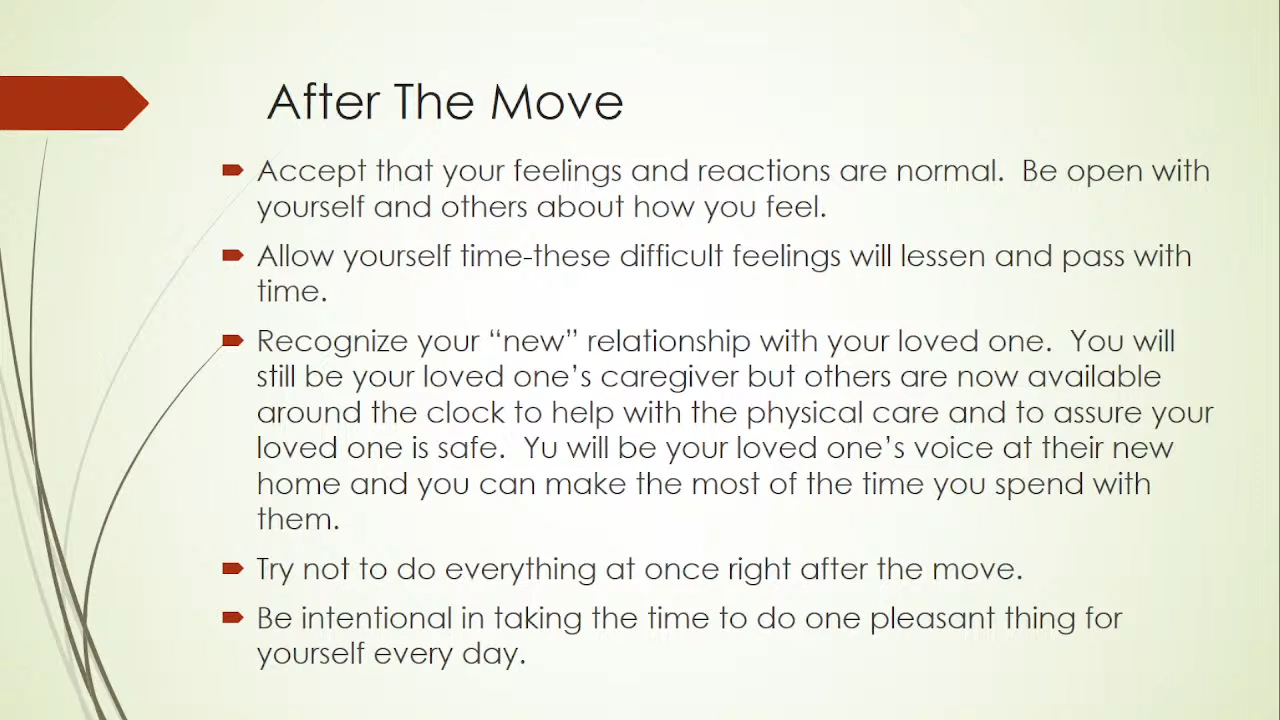 After The Move
Accept that your feelings and reactions are normal.  Be open with
yourself and others about how you feel.
Allow yourself time-these difficult feelings will lessen and pass with
time.
Recognize your “new” relationship with your loved one.  You will
still be your loved one’s caregiver but others are now available
around the clock to help with the physical care and to assure your
loved one is safe.  Yu will be your loved one’s voice at their new
home and you can make the most of the time you spend with
them.
Try not to do everything at once right after the move.
Be intentional in taking the time to do one pleasant thing for
yourself every day.